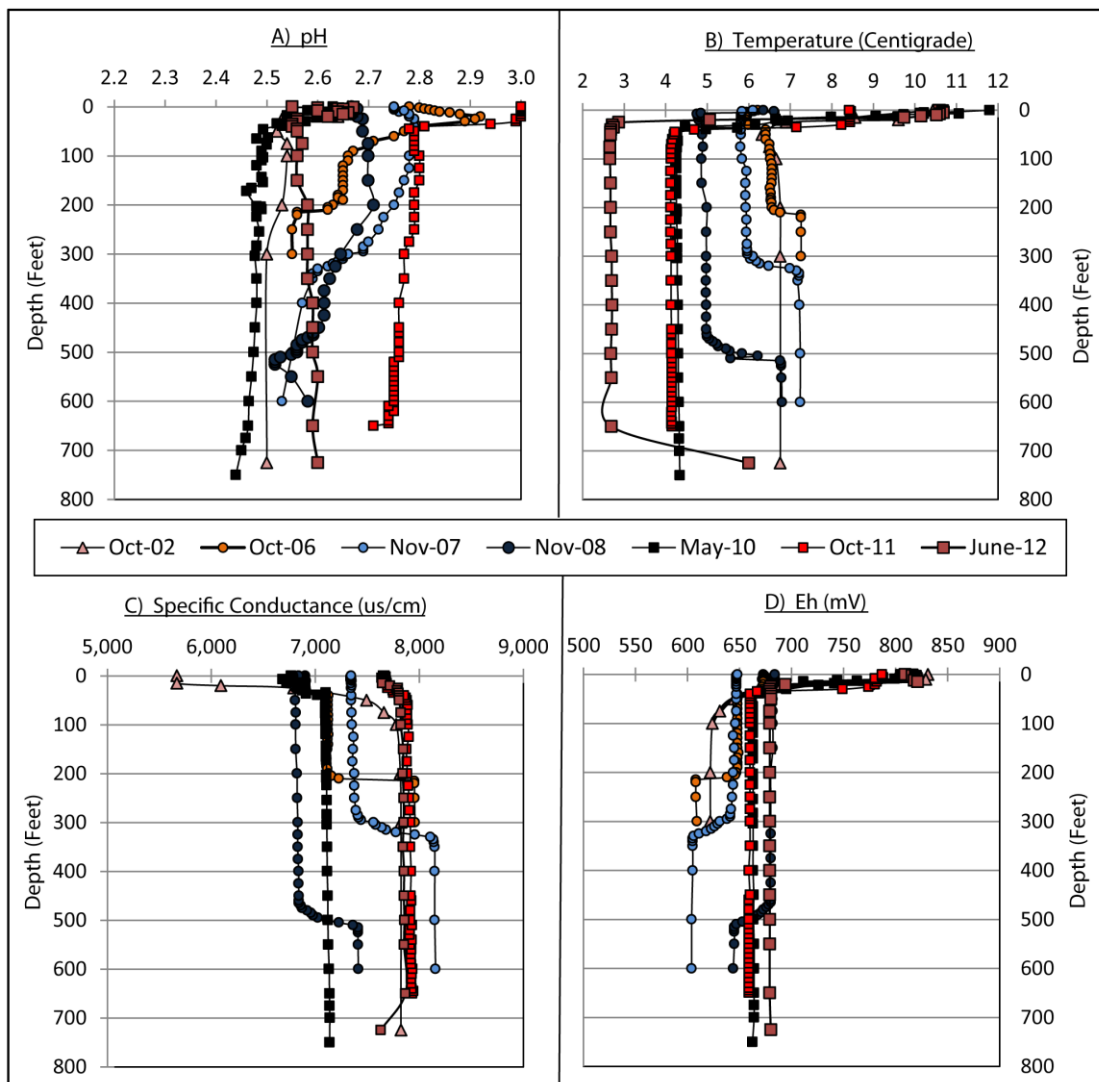 A) pH
2.2 2.4 2.5 2.6 2.7 2.8 3.0
0
100
200
300
400
500
600
700
800
Depth (Feet)
B) Temperature (Centigrade)
2 3 4 5 6 7 8 9 10 11 12
0
100
200
300
400
500
600
700
800
Depth (Feet)
Oct-02 Oct-06 Nov-07 Nov-08 May-10 Oct-11 June-12
C) Specific Conductance (us/cm)
5,000 6,000 7,000 8,000 9,000
0
100
200
300
400
500
600
700
800
Depth (Feet)
D) Eh (mV)
500 550 600 650 700 750 800 850 900
0
100
200
300
400
500
600
700
800
Depth (Feet)